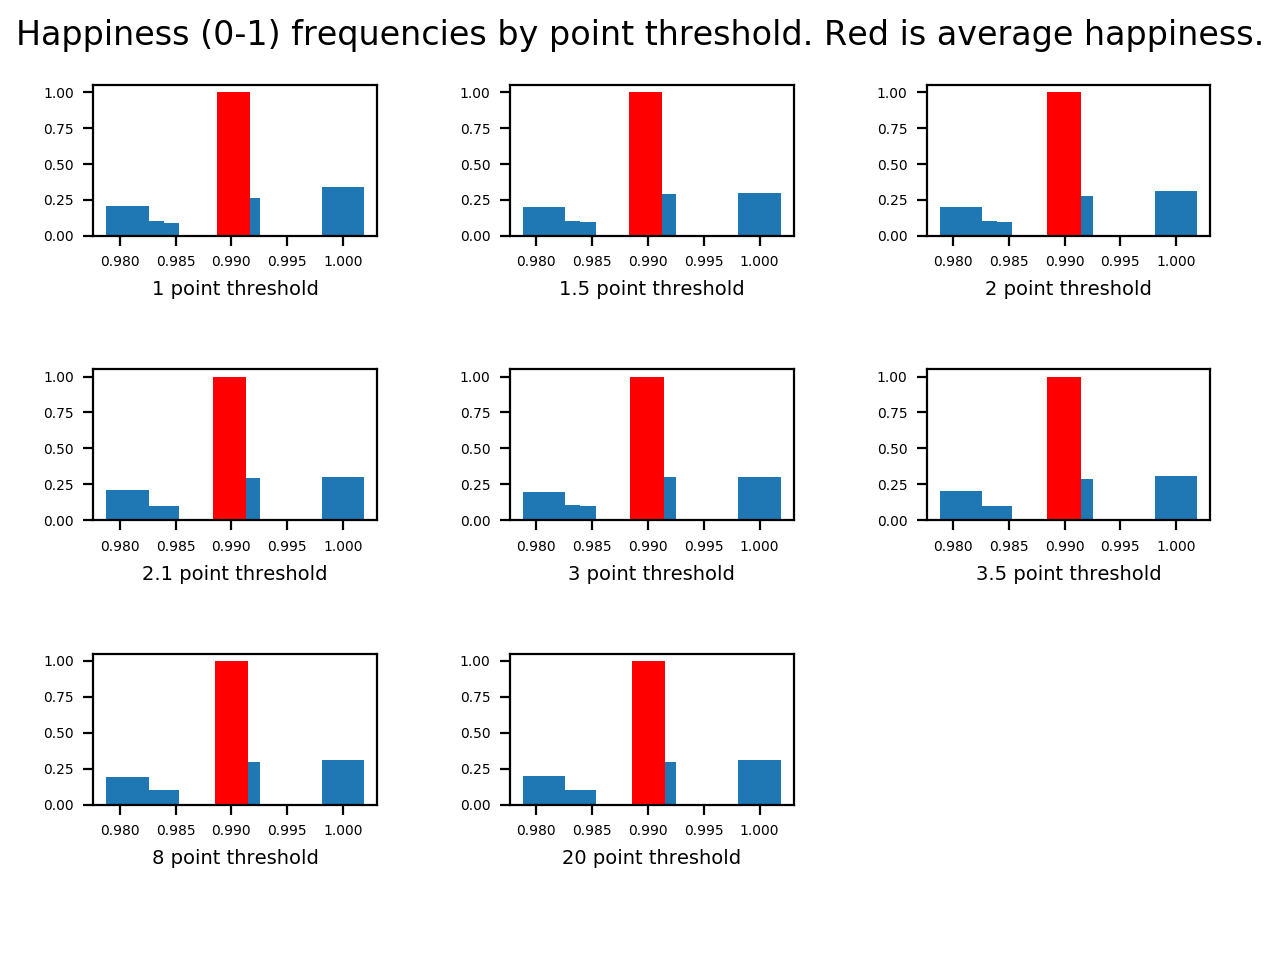 Happiness (0-1) frequencies by point threshold. Red is average happiness.
1.00 1.00 1.00
0.75 0.75 0.75
0.50 0.50 0.50
0.25 0.25 0.25
0.00 0.00 0.00
0.980 0.985 0.990 0.995 1.000 0.980 0.985 0.990 0.995 1.000 0.980 0.985 0.990 0.995 1.000
1 point threshold 1.5 point threshold 2 point threshold
1.00 1.00 1.00
0.75 0.75 0.75
0.50 0.50 0.50
0.25 0.25 0.25
0.00 0.00 0.00
0.980 0.985 0.990 0.995 1.000 0.980 0.985 0.990 0.995 1.000 0.980 0.985 0.990 0.995 1.000
2.1 point threshold 3 point threshold 3.5 point threshold
1.00 1.00
0.75 0.75
0.50 0.50
0.25 0.25
0.00 0.00
0.980 0.985 0.990 0.995 1.000 0.980 0.985 0.990 0.995 1.000
8 point threshold 20 point threshold